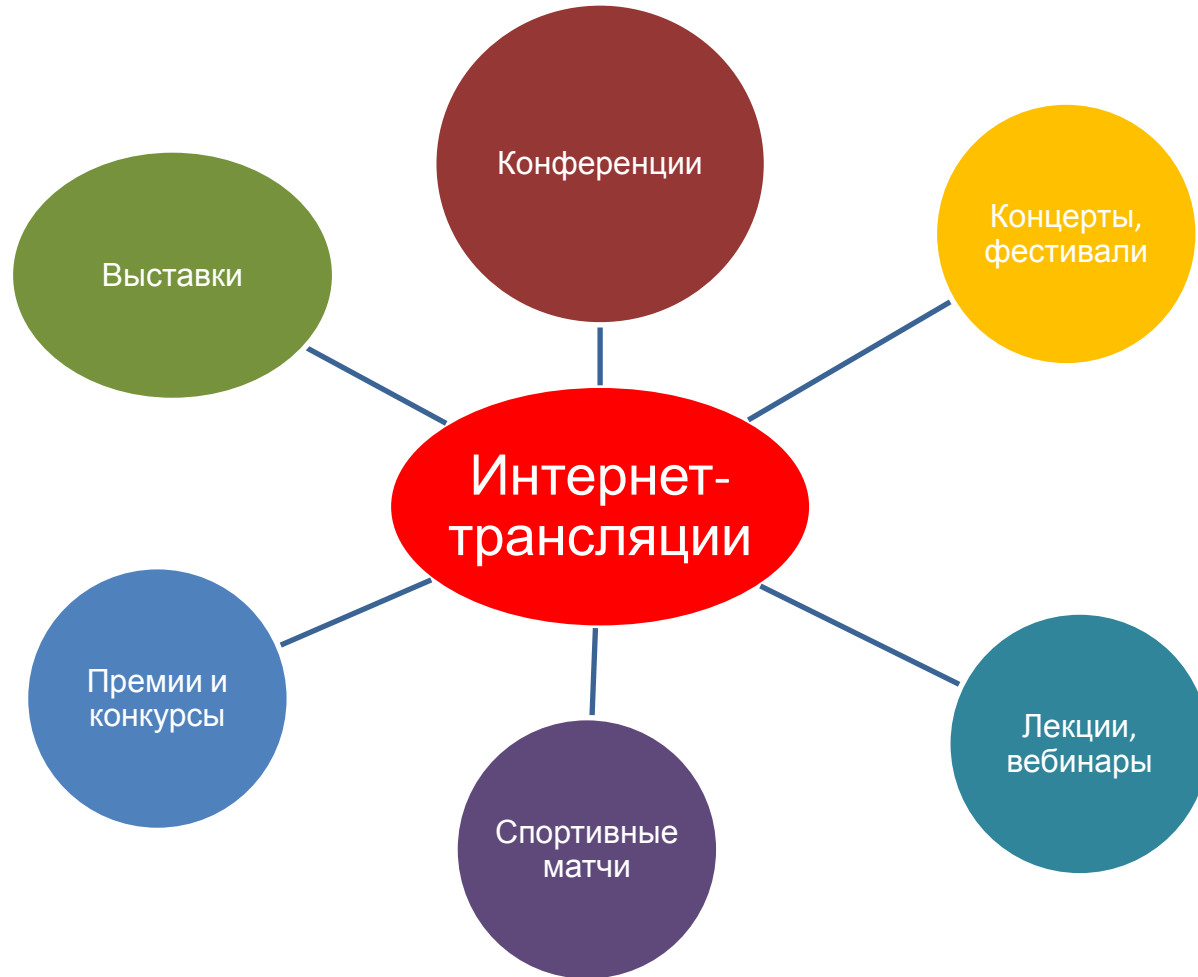 Конференции
Концерты,
фестивали
Выставки
Интернет-
трансляции
Премии и
конкурсы
Лекции,
вебинары
Спортивные
матчи